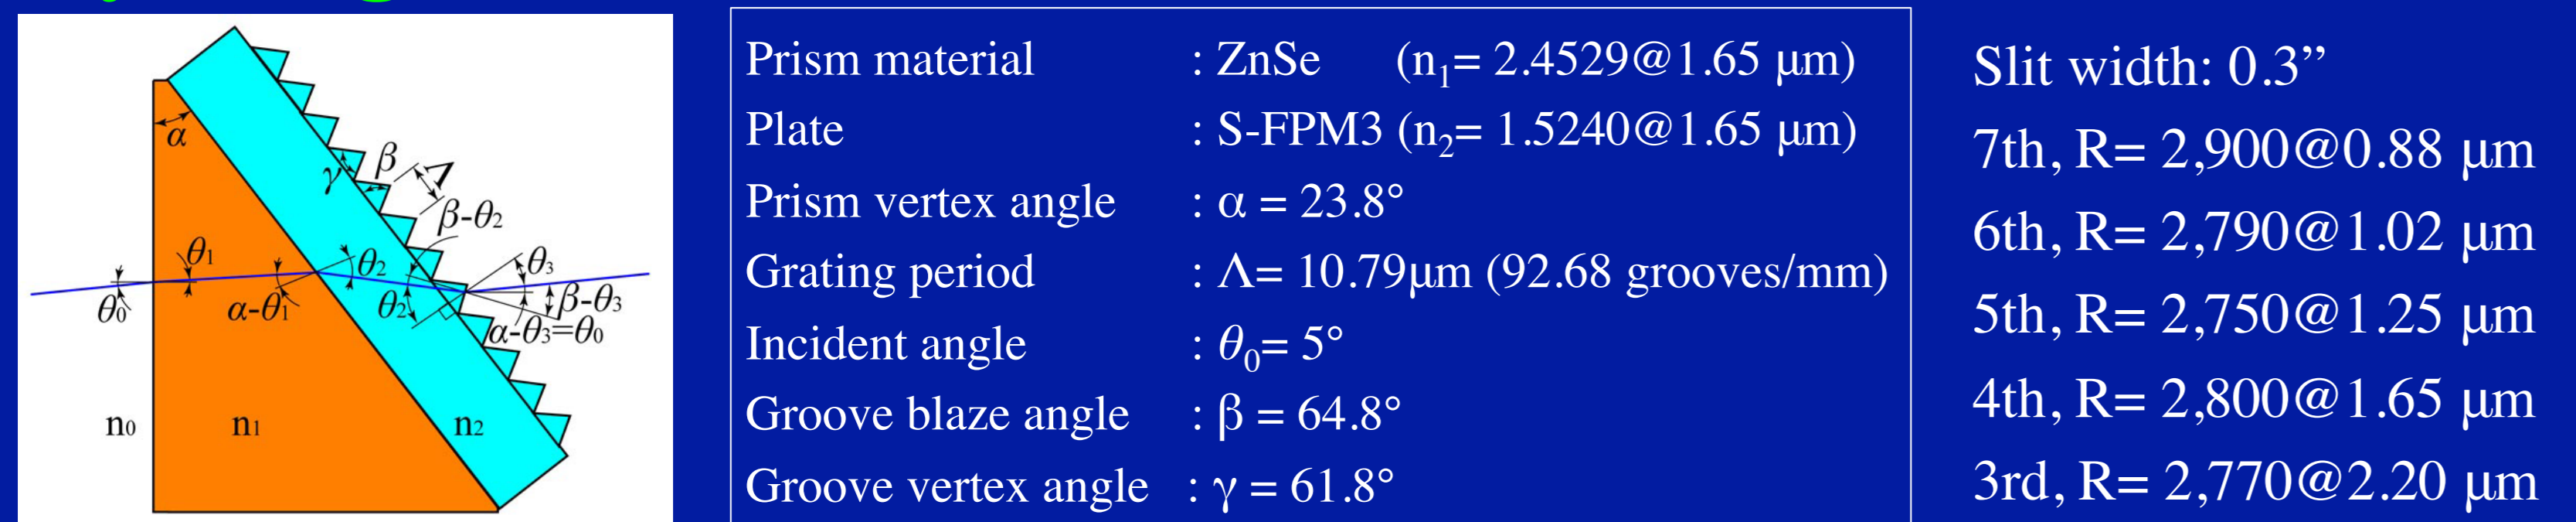 α
γ
β
Λ
β-θ2
θ1
θ2
θ3
θ0
α-θ1
θ2
β-θ3
α-θ3=θ0
n0
n1
n2
Prism material : ZnSe (n1= 2.4529@1.65 μm)
Plate : S-FPM3 (n2= 1.5240@1.65 μm)
Prism vertex angle : α = 23.8°
Grating period : Λ= 10.79μm (92.68 grooves/mm)
Incident angle : θ0= 5°
Groove blaze angle : β = 64.8°
Groove vertex angle : γ = 61.8°
Slit width: 0.3”
7th, R= 2,900@0.88 μm
6th, R= 2,790@1.02 μm
5th, R= 2,750@1.25 μm
4th, R= 2,800@1.65 μm
3rd, R= 2,770@2.20 μm